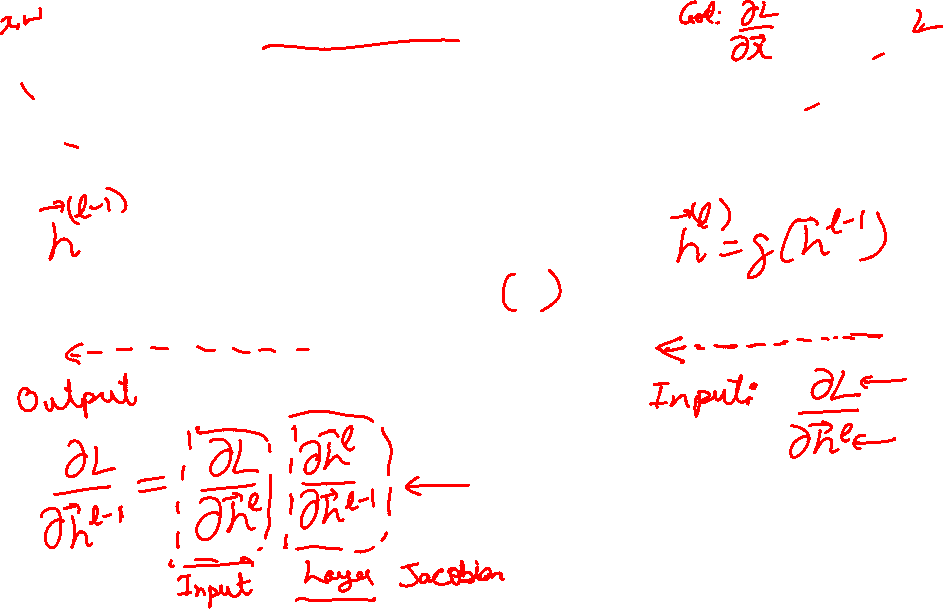 x, w Goal: ∂L/∂x⃗ L
h⃗^(l-1) h⃗^(l) = g(h⃗^l-1)
( )
Output Input: ∂L/∂h⃗^l
∂L/∂h⃗^l-1 = ∂L/∂h⃗^l ∂h⃗^l/∂h⃗^l-1
Input Layer Jacobian